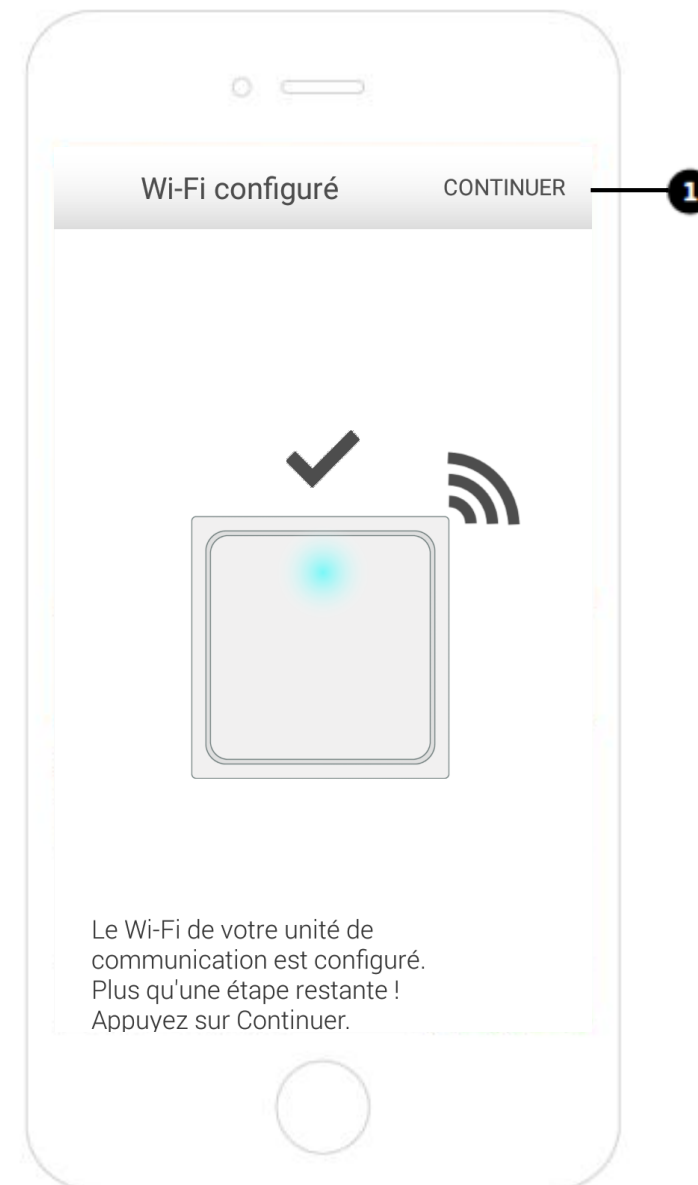 Wi-Fi configuré CONTINUER 1
Le Wi-Fi de votre unité de
communication est configuré.
Plus qu'une étape restante !
Appuyez sur Continuer.